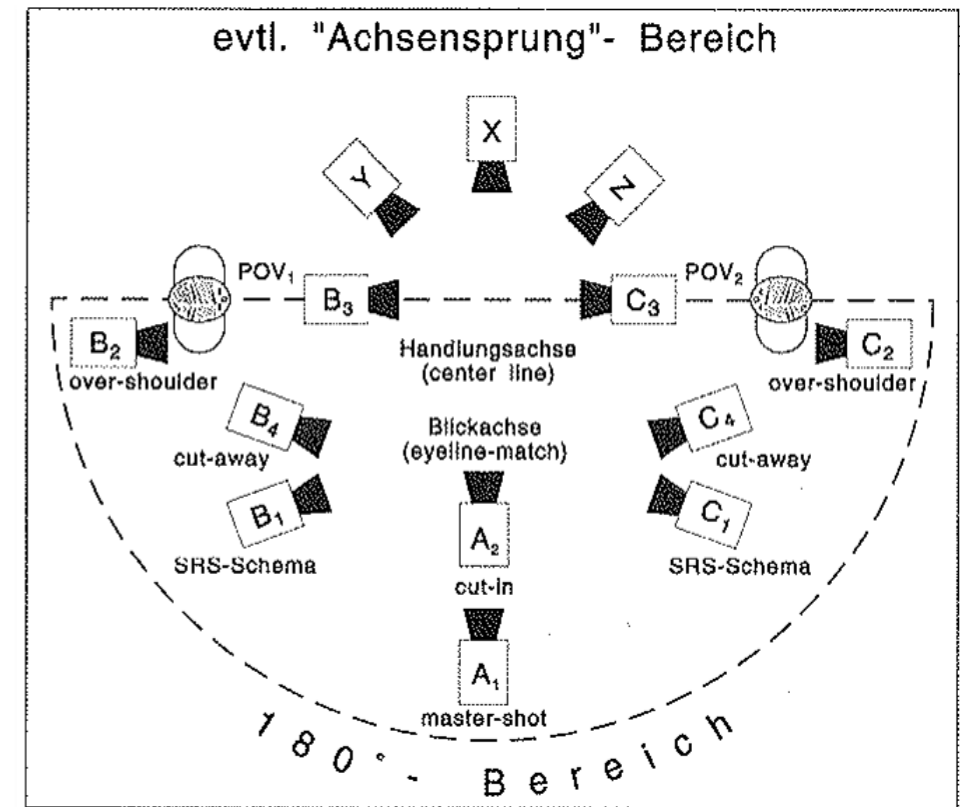 evtl. "Achsensprung"- Bereich
X
Y
Z
POV₁
POV₂
B₃
C₃
B₂
C₂
Handlungsachse
(center line)
over-shoulder
over-shoulder
B₄
C₄
Blickachse
(eyeline-match)
cut-away
cut-away
B₁
C₁
A₂
SRS-Schema
SRS-Schema
cut-in
A₁
master-shot
180°- Bereich